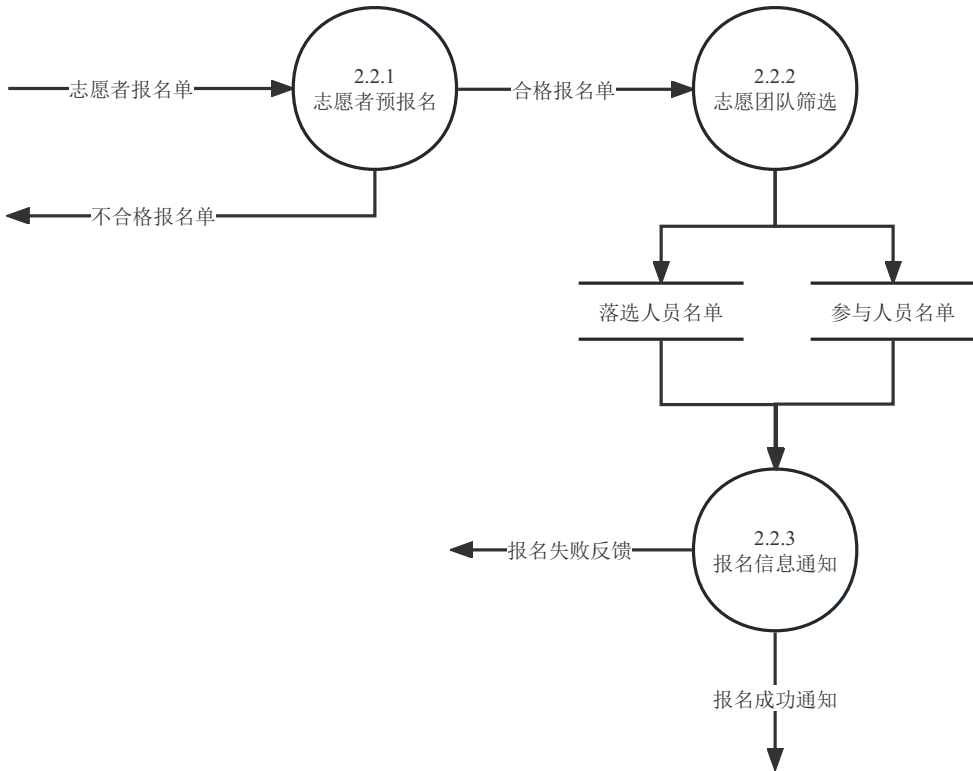 2.2.1
志愿者预报名
2.2.2
志愿团队筛选
志愿者报名单
合格报名单
不合格报名单
落选人员名单
参与人员名单
2.2.3
报名信息通知
报名失败反馈
报名成功通知